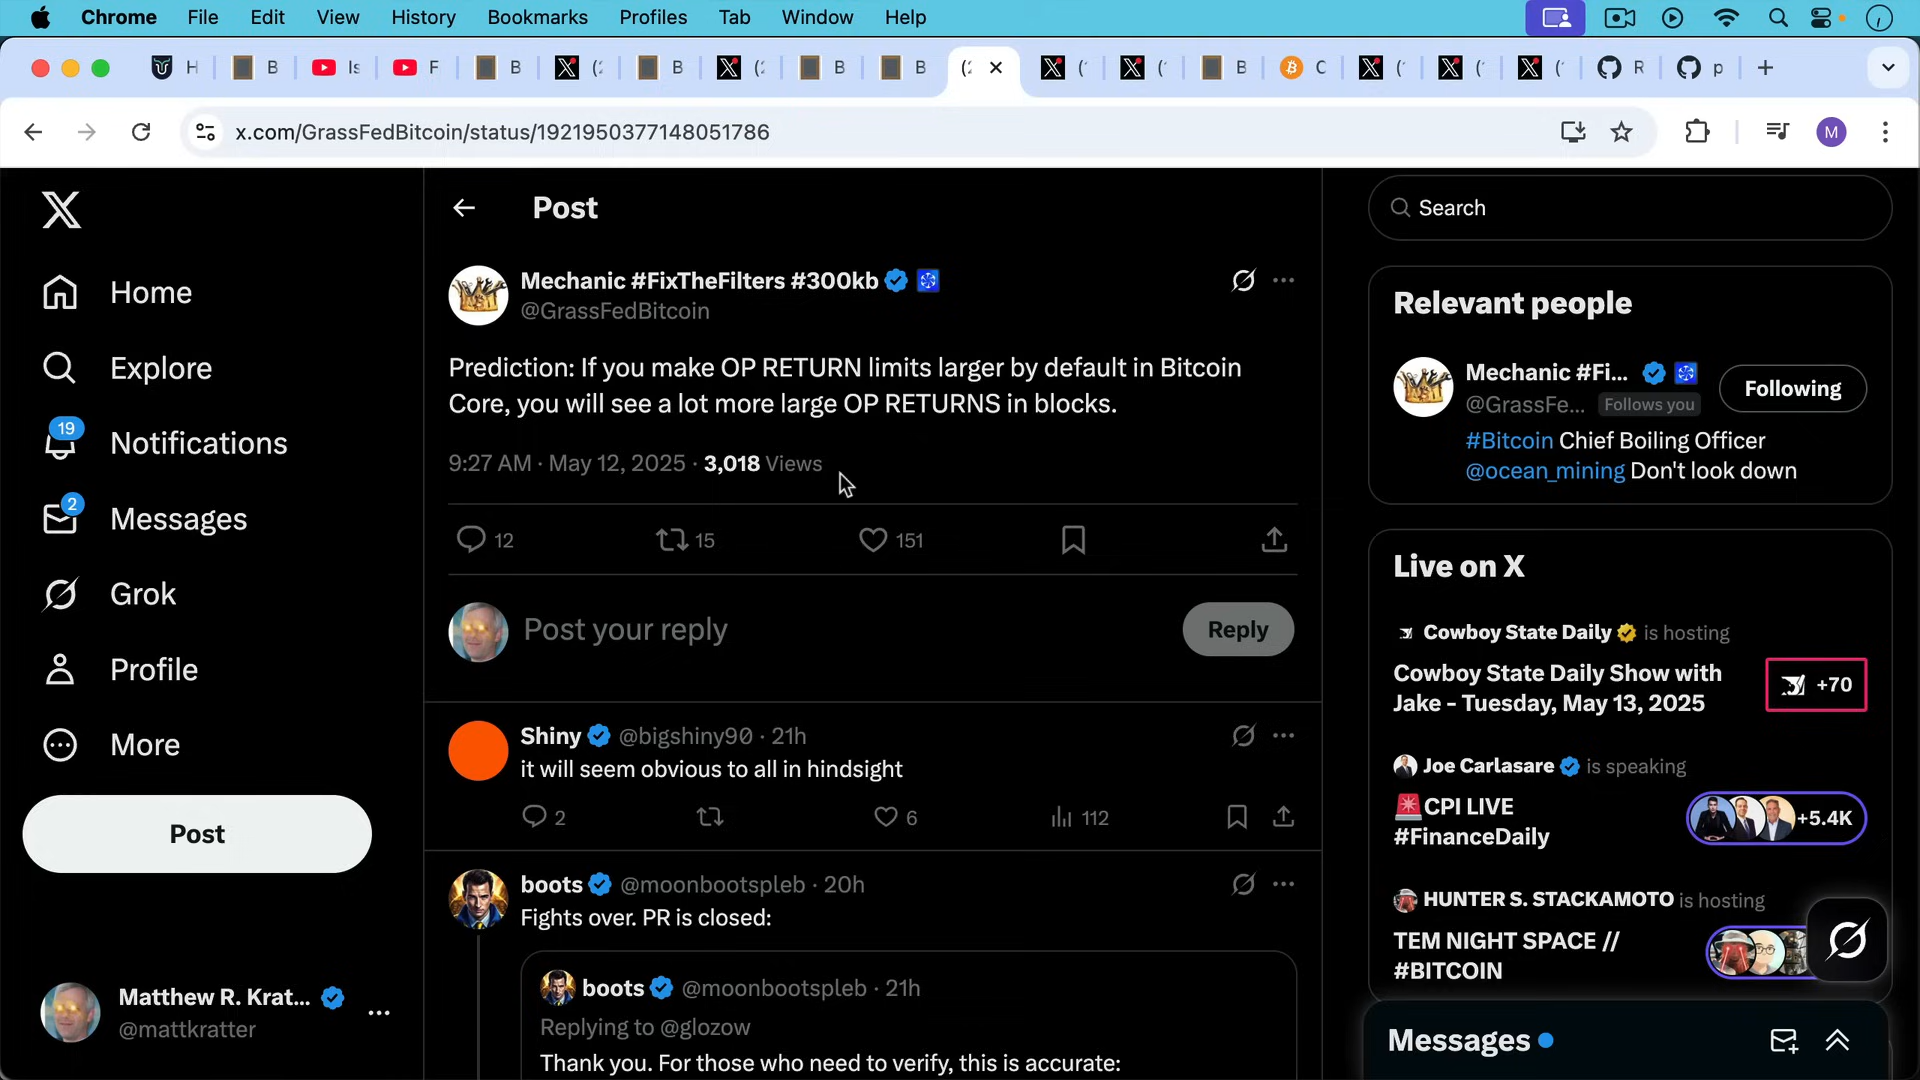 Chrome File Edit View History Bookmarks Profiles Tab Window Help
H B Is F B ( B ( B B ( ( ( B C ( ( ( R p
x.com/GrassFedBitcoin/status/1921950377148051786
M
Post
Search
Home
Explore
19
Notifications
2
Messages
Grok
Profile
More
Post
Matthew R. Krat...
@mattkratter
Mechanic #FixTheFilters #300kb
@GrassFedBitcoin
Prediction: If you make OP RETURN limits larger by default in Bitcoin
Core, you will see a lot more large OP RETURNS in blocks.
9:27 AM · May 12, 2025 · 3,018 Views
12 15 151
Post your reply
Reply
Shiny @bigshiny90 · 21h
it will seem obvious to all in hindsight
2 6 112
boots @moonbootspleb · 20h
Fights over. PR is closed:
boots @moonbootspleb · 21h
Replying to @glozow
Thank you. For those who need to verify, this is accurate:
Relevant people
Mechanic #Fi...
@GrassFe... Follows you
Following
#Bitcoin Chief Boiling Officer
@ocean_mining Don't look down
Live on X
Cowboy State Daily is hosting
Cowboy State Daily Show with
Jake - Tuesday, May 13, 2025
+70
Joe Carlasare is speaking
CPI LIVE
#FinanceDaily
+5.4K
HUNTER S. STACKAMOTO is hosting
TEM NIGHT SPACE //
#BITCOIN
Messages